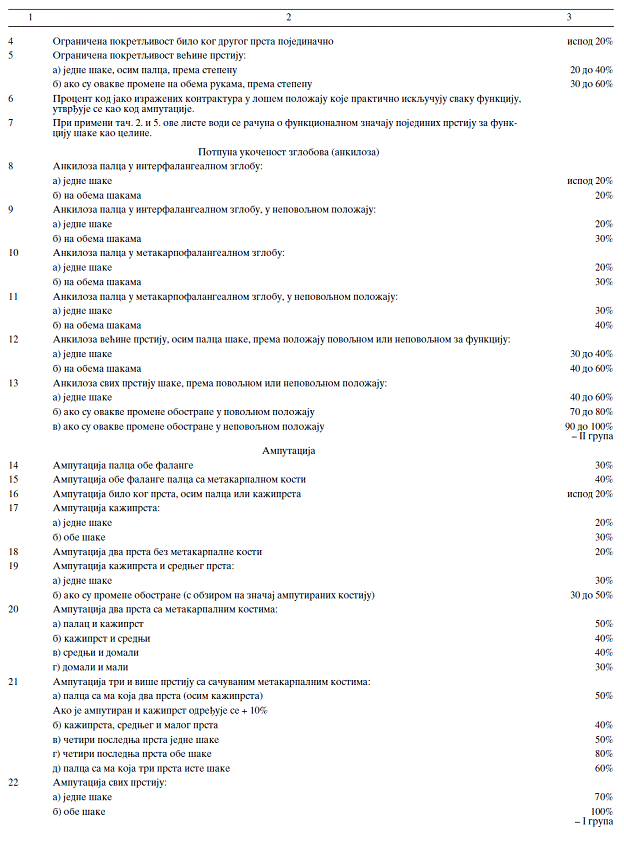 1 2 3
4 Ограничена покретљивост било ког другог прста појединачно испод 20%
5 Ограничена покретљивост већине прстију:
а) једне шаке, осим палца, према степену 20 до 40%
б) ако су овакве промене на обема рукама, према степену 30 до 60%
6 Проценат код јако изражених контрактура у лошем положају које практично искључују сваку функцију,
утврђује се као код ампутације.
7 При примени тач. 2. и 5. ове листе води се рачуна о функционалном значају појединих прстију за функ-
цију шаке као целине.
Потпуна укоченост зглобова (анкилоза)
8 Анкилоза палца у интерфалангеалном зглобу:
а) једне шаке испод 20%
б) на обема шакама 20%
9 Анкилоза палца у интерфалангеалном зглобу, у неповољном положају:
а) једне шаке 20%
б) на обема шакама 30%
10 Анкилоза палца у метакарпофалангеалном зглобу:
а) једне шаке 20%
б) на обема шакама 30%
11 Анкилоза палца у метакарпофалангеалном зглобу, у неповољном положају:
а) једне шаке 30%
б) на обема шакама 40%
12 Анкилоза већине прстију, осим палца шаке, према положају повољном или неповољном за функцију:
а) једне шаке 30 до 40%
б) на обема шакама 40 до 60%
13 Анкилоза свих прстију шаке, према повољном или неповољном положају:
а) једне шаке 40 до 60%
б) ако су овакве промене обостране у повољном положају 70 до 80%
в) ако су овакве промене обостране у неповољном положају 90 до 100%
– II група
Ампутација
14 Ампутација палца обе фаланге 30%
15 Ампутација обе фаланге палца са метакарпалном кости 40%
16 Ампутација било ког прста, осим палца или кажипрста испод 20%
17 Ампутација кажипрста:
а) једне шаке 20%
б) обе шаке 30%
18 Ампутација два прста без метакарпалне кости 20%
19 Ампутација кажипрста и средњег прста:
а) једне шаке 30%
б) ако су промене обостране (с обзиром на значај ампутираних костију) 30 до 50%
20 Ампутација два прста са метакарпалним костима:
а) палац и кажипрст 50%
б) кажипрст и средњи 40%
в) средњи и домали 40%
г) домали и мали 30%
21 Ампутација три и више прстију са сачуваним метакарпалним костима:
а) палца са ма која два прста (осим кажипрста) 50%
Ако је ампутиран и кажипрст одређује се + 10%
б) кажипрста, средњег и малог прста 40%
в) четири последња прста једне шаке 50%
г) четири последња прста обе шаке 80%
д) палца са ма која три прста исте шаке 60%
22 Ампутација свих прстију:
а) једне шаке 70%
б) обе шаке 100%
– I група